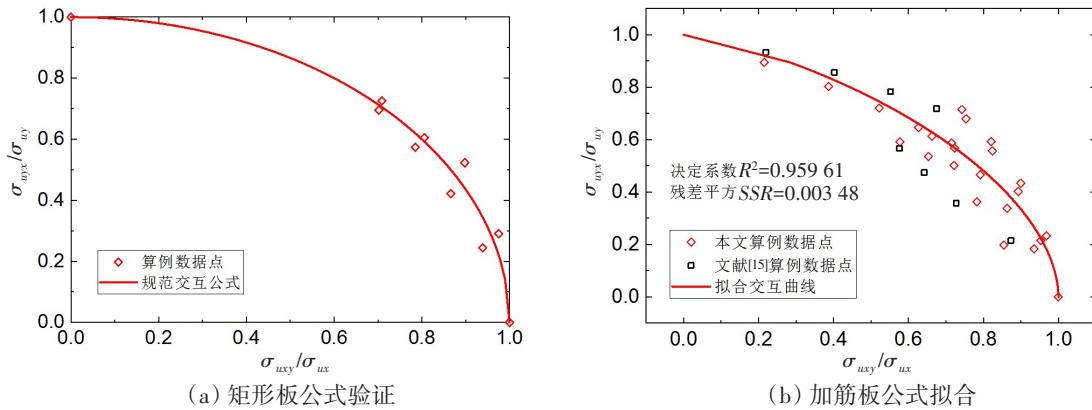 1.0
0.8
0.6
0.4
0.2
0.0
σuyx/σuy
算例数据点
规范交互公式
0.0 0.2 0.4 0.6 0.8 1.0
σuxy/σux
(a) 矩形板公式验证
1.0
0.8
0.6
0.4
0.2
0.0
σuyx/σuy
决定系数R²=0.959 61
残差平方SSR=0.003 48
本文算例数据点
文献[15]算例数据点
拟合交互曲线
0.0 0.2 0.4 0.6 0.8 1.0
σuxy/σux
(b) 加筋板公式拟合